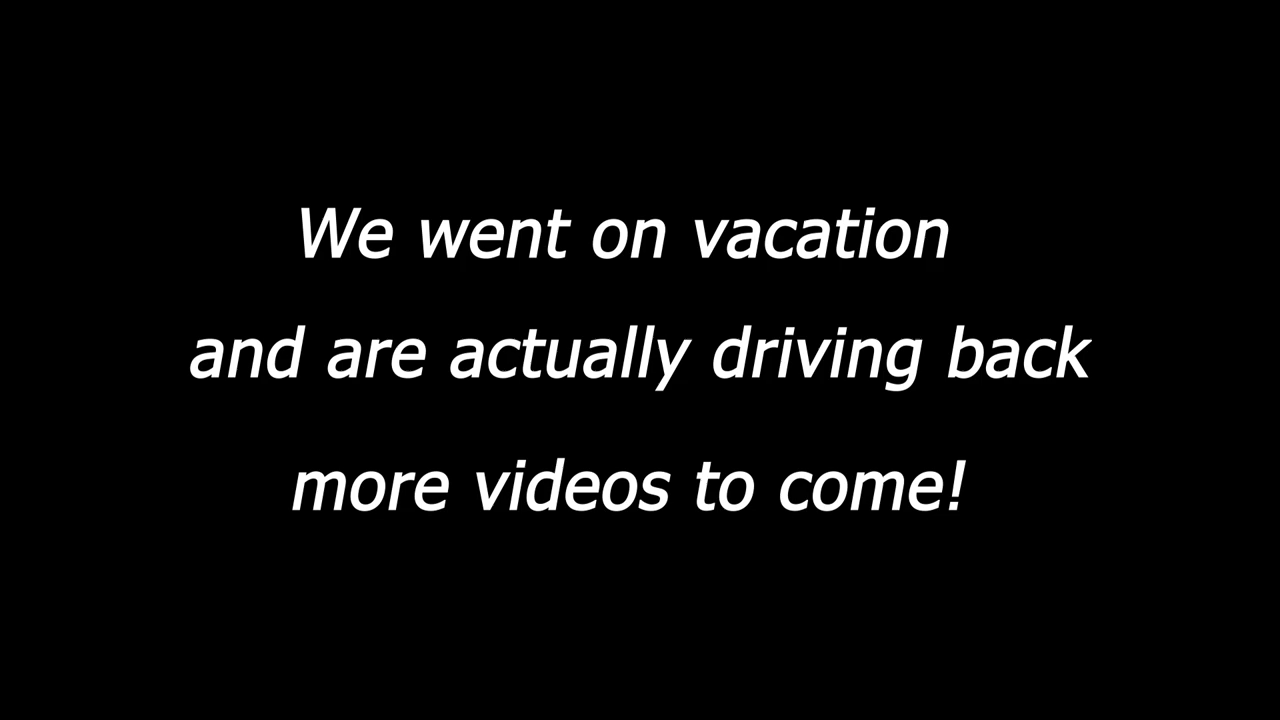 We went on vacation
and are actually driving back
more videos to come!